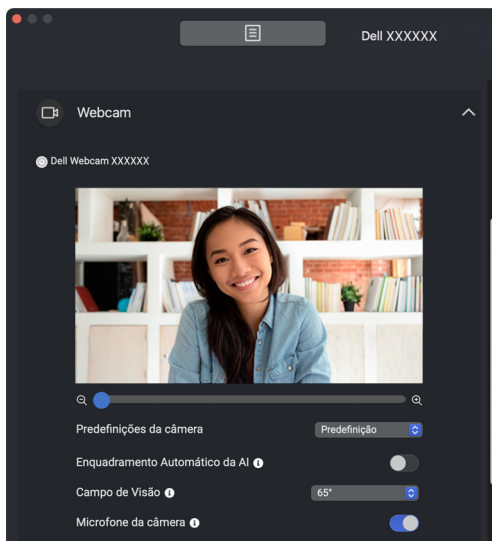 Dell XXXXXX
Webcam
Dell Webcam XXXXXX
Predefinições da câmera
Predefinição
Enquadramento Automático da AI
Campo de Visão
65°
Microfone da câmera